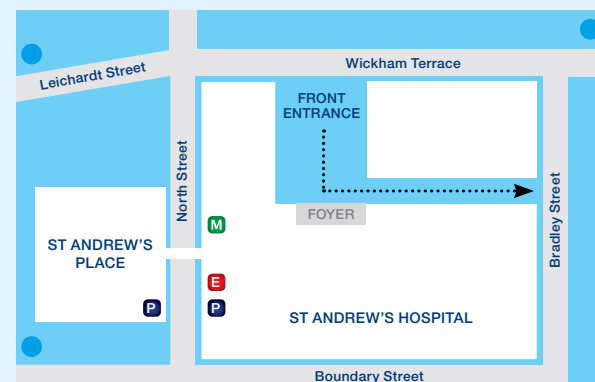 Wickham Terrace
Leichardt Street
FRONT
ENTRANCE
North Street
Bradley Street
FOYER
M
ST ANDREW'S
PLACE
E
P
P
ST ANDREW'S HOSPITAL
Boundary Street